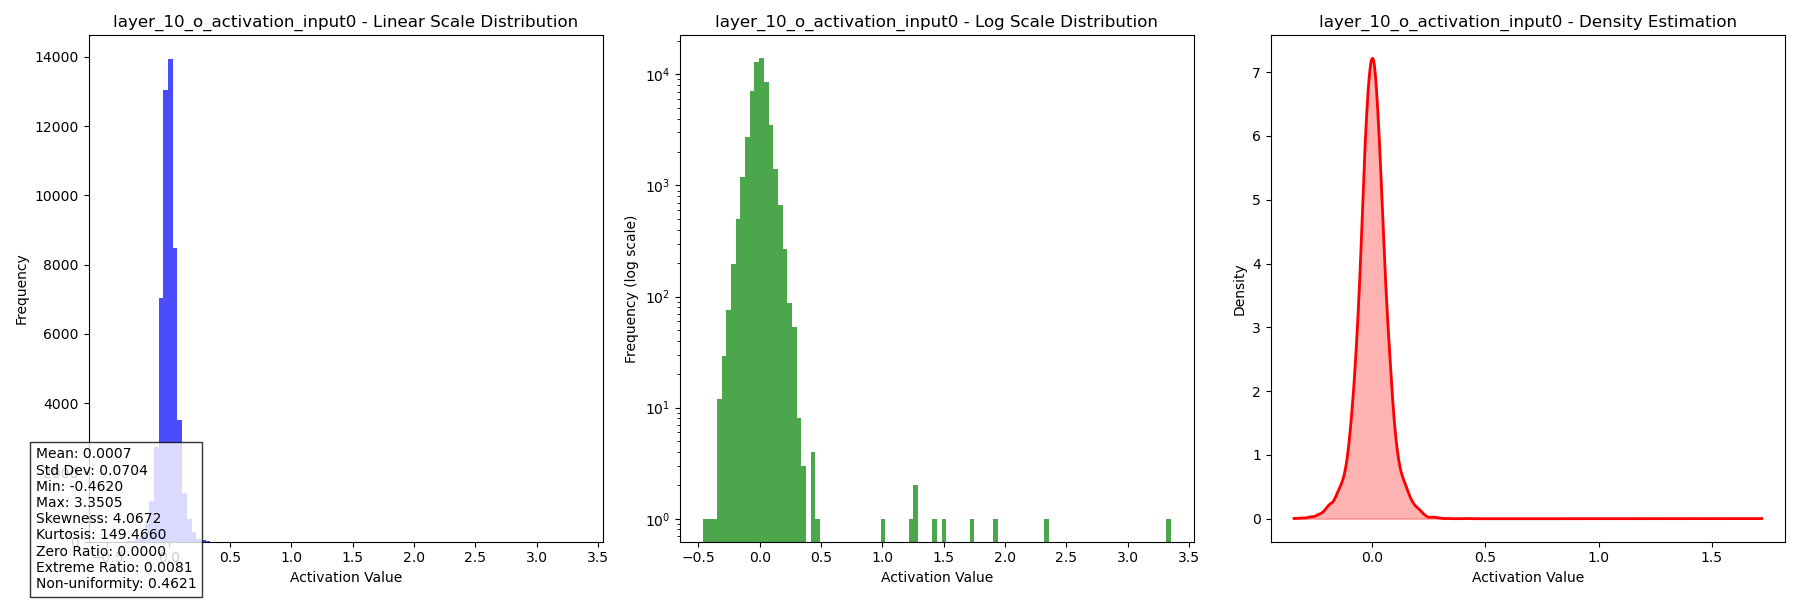 layer_10_o_activation_input0 - Linear Scale Distribution
14000
12000
10000
8000
6000
4000
Frequency
0.5
1.0
1.5
2.0
2.5
3.0
3.5
Activation Value
Mean: 0.0007
Std Dev: 0.0704
Min: -0.4620
Max: 3.3505
Skewness: 4.0672
Kurtosis: 149.4660
Zero Ratio: 0.0000
Extreme Ratio: 0.0081
Non-uniformity: 0.4621
layer_10_o_activation_input0 - Log Scale Distribution
10⁴
10³
10²
10¹
10⁰
Frequency (log scale)
−0.5
0.0
0.5
1.0
1.5
2.0
2.5
3.0
3.5
Activation Value
layer_10_o_activation_input0 - Density Estimation
7
6
5
4
3
2
1
0
Density
0.0
0.5
1.0
1.5
Activation Value